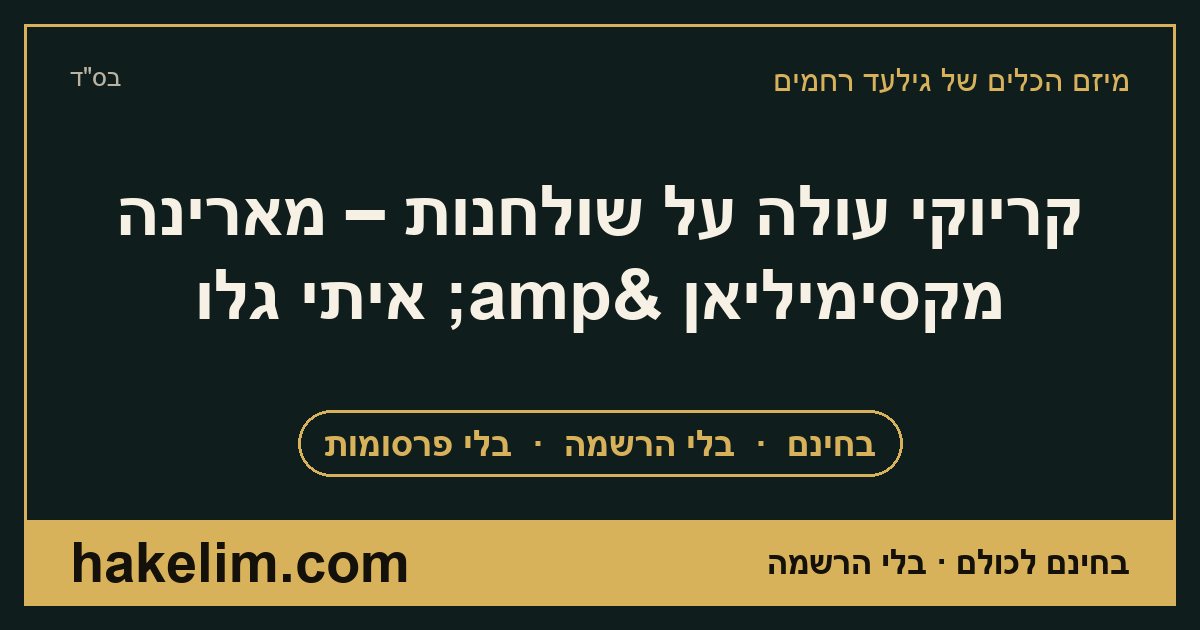 מיזם הכלים של גילעד רחמים
בס"ד
קריוקי עולה על שולחנות – מארינה
מקסימיליאן &amp; איתי גלו
בחינם · בלי הרשמה · בלי פרסומות
בחינם לכולם · בלי הרשמה
hakelim.com